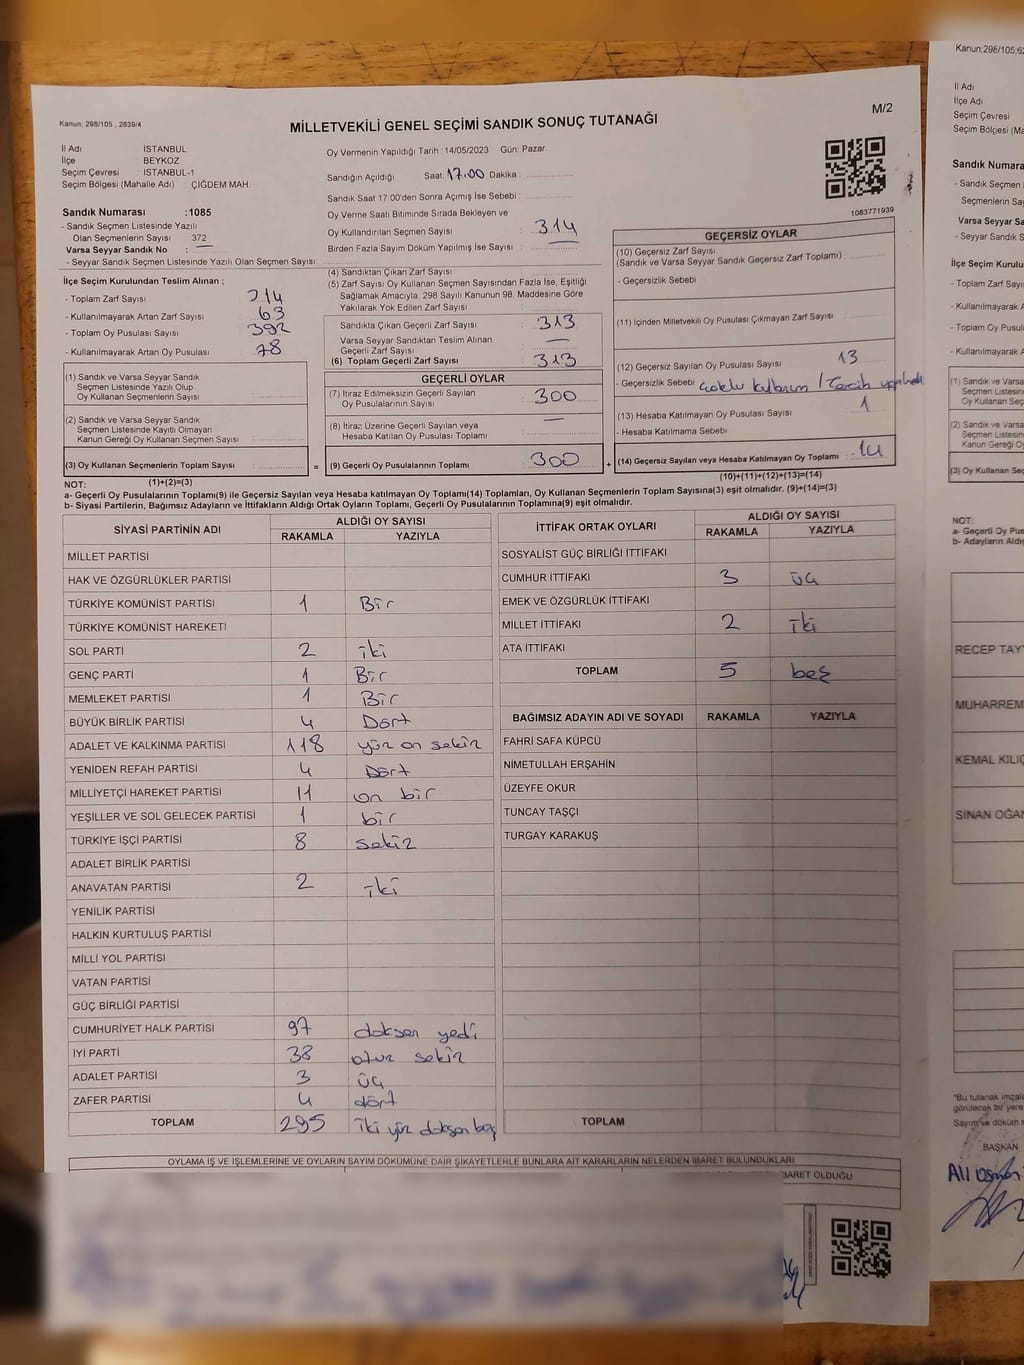 Kanun; 298/105 , 2839/4
MİLLETVEKİLİ GENEL SEÇİMİ SANDIK SONUÇ TUTANAĞI
M/2
İl Adı : İSTANBUL
İlçe : BEYKOZ
Seçim Çevresi : İSTANBUL-1
Seçim Bölgesi (Mahalle Adı) : ÇİĞDEM MAH.
Oy Vermenin Yapıldığı Tarih :14/05/2023 Gün: Pazar
Sandığın Açıldığı Saat: 17.00 Dakika :
Sandık Saat 17:00'den Sonra Açılmış İse Sebebi :
Oy Verme Saati Bitiminde Sırada Bekleyen ve
Oy Kullandırılan Seçmen Sayısı : 314
Birden Fazla Sayım Döküm Yapılmış İse Sayısı :
1083771939
Sandık Numarası :1085
- Sandık Seçmen Listesinde Yazılı
Olan Seçmenlerin Sayısı 372
Varsa Seyyar Sandık No : —
- Seyyar Sandık Seçmen Listesinde Yazılı Olan Seçmen Sayısı:
İlçe Seçim Kurulundan Teslim Alınan ;
- Toplam Zarf Sayısı
- Kullanılmayarak Artan Zarf Sayısı : 63
- Toplam Oy Pusulası Sayısı : 392
- Kullanılmayarak Artan Oy Pusulası : 78
(1) Sandık ve Varsa Seyyar Sandık
Seçmen Listesinde Yazılı Olup
Oy Kullanan Seçmenlerin Sayısı :
(2) Sandık ve Varsa Seyyar Sandık
Seçmen Listesinde Kayıtlı Olmayan
Kanun Gereği Oy Kullanan Seçmen Sayısı :
(3) Oy Kullanan Seçmenlerin Toplam Sayısı :
(1)+(2)=(3)
(4) Sandıktan Çıkan Zarf Sayısı
(5) Zarf Sayısı Oy Kullanan Seçmen Sayısından Fazla İse, Eşitliği
Sağlamak Amacıyla, 298 Sayılı Kanunun 98. Maddesine Göre
Yakılarak Yok Edilen Zarf Sayısı :
Sandıkta Çıkan Geçerli Zarf Sayısı : 313
Varsa Seyyar Sandıktan Teslim Alınan
Geçerli Zarf Sayısı : —
(6) Toplam Geçerli Zarf Sayısı : 313
GEÇERLİ OYLAR
(7) İtiraz Edilmeksizin Geçerli Sayılan
Oy Pusulalarının Sayısı : 300
(8) İtiraz Üzerine Geçerli Sayılan veya
Hesaba Katılan Oy Pusulaları Toplamı : —
= (9) Geçerli Oy Pusulalarının Toplamı : 300
GEÇERSİZ OYLAR
(10) Geçersiz Zarf Sayısı
(Sandık ve Varsa Seyyar Sandık Geçersiz Zarf Toplamı) :
- Geçersizlik Sebebi
(11) İçinden Milletvekili Oy Pusulası Çıkmayan Zarf Sayısı :
(12) Geçersiz Sayılan Oy Pusulası Sayısı : 13
- Geçersizlik Sebebi
(13) Hesaba Katılmayan Oy Pusulası Sayısı : 1
- Hesaba Katılmama Sebebi
+ (14) Geçersiz Sayılan veya Hesaba Katılmayan Oy Toplamı : 14
(10)+(11)+(12)+(13)=(14)
NOT:
a- Geçerli Oy Pusulalarının Toplamı(9) ile Geçersiz Sayılan veya Hesaba katılmayan Oy Toplamı(14) Toplamları, Oy Kullanan Seçmenlerin Toplam Sayısına(3) eşit olmalıdır. (9)+(14)=(3)
b- Siyasi Partilerin, Bağımsız Adayların ve İttifakların Aldığı Ortak Oyların Toplamı, Geçerli Oy Pusulalarının Toplamına(9) eşit olmalıdır.
SİYASİ PARTİNİN ADI ALDIĞI OY SAYISI
RAKAMLA YAZIYLA
MİLLET PARTİSİ
HAK VE ÖZGÜRLÜKLER PARTİSİ
TÜRKİYE KOMÜNİST PARTİSİ 1 Bir
TÜRKİYE KOMÜNİST HAREKETİ
SOL PARTİ 2 iki
GENÇ PARTİ 1 Bir
MEMLEKET PARTİSİ 1 Bir
BÜYÜK BİRLİK PARTİSİ 4 Dört
ADALET VE KALKINMA PARTİSİ 118 yüz on sekiz
YENİDEN REFAH PARTİSİ 4 Dört
MİLLİYETÇİ HAREKET PARTİSİ 11 on bir
YEŞİLLER VE SOL GELECEK PARTİSİ 1 bir
TÜRKİYE İŞÇİ PARTİSİ 8 sekiz
ADALET BİRLİK PARTİSİ
ANAVATAN PARTİSİ 2 iki
YENİLİK PARTİSİ
HALKIN KURTULUŞ PARTİSİ
MİLLİ YOL PARTİSİ
VATAN PARTİSİ
GÜÇ BİRLİĞİ PARTİSİ
CUMHURİYET HALK PARTİSİ 97 doksan yedi
İYİ PARTİ 38 otuz sekiz
ADALET PARTİSİ 3 üç
ZAFER PARTİSİ 4 dört
TOPLAM 295 iki yüz doksan beş
İTTİFAK ORTAK OYLARI ALDIĞI OY SAYISI
RAKAMLA YAZIYLA
SOSYALİST GÜÇ BİRLİĞİ İTTİFAKI
CUMHUR İTTİFAKI 3 üç
EMEK VE ÖZGÜRLÜK İTTİFAKI
MİLLET İTTİFAKI 2 iki
ATA İTTİFAKI
TOPLAM 5 beş
BAĞIMSIZ ADAYIN ADI VE SOYADI RAKAMLA YAZIYLA
FAHRİ SAFA KÜPCÜ
NİMETULLAH ERŞAHİN
ÜZEYFE OKUR
TUNCAY TAŞÇI
TURGAY KARAKUŞ
TOPLAM
OYLAMA İŞ VE İŞLEMLERİNE VE OYLARIN SAYIM DÖKÜMÜNE DAİR ŞİKAYETLERLE BUNLARA AİT KARARLARIN NELERDEN İBARET BULUNDUKLARI
BARET OLDUĞU
Kanun;298/105;6
İl Adı
İlçe Adı
Seçim Çevresi
Seçim Bölgesi (Ma
Sandık Numara
- Sandık Seçmen
Seçmenlerin Say
Varsa Seyyar Sa
- Seyyar Sandık
İlçe Seçim Kurulu
- Toplam Zarf Sayı
- Kullanılmayarak A
- Toplam Oy Pusul
- Kullanılmayarak A
(1) Sandık ve Vars
Seçmen Listesi
Oy Kullanan Se
(2) Sandık ve Vars
Seçmen Listesi
Kanun Gereği O
(3) Oy Kullanan Se
NOT:
a- Geçerli Oy Pus
b- Adayların Aldı
RECEP TAY
MUHARREM
KEMAL KILIÇ
SİNAN OĞAN
"Bu tutanak imzala
görülecek bir yere
Sayım ve döküm
BAŞKAN
Ali Osman